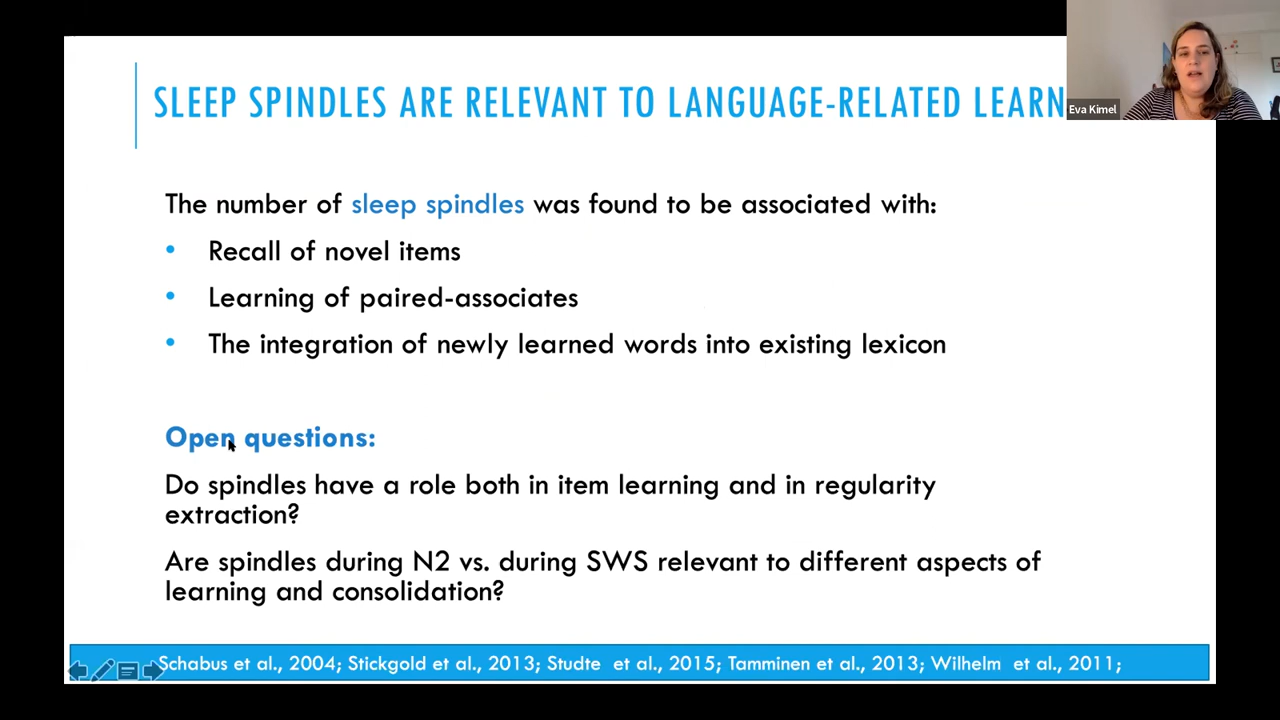 SLEEP SPINDLES ARE RELEVANT TO LANGUAGE-RELATED LEARN
Eva Kimel
The number of sleep spindles was found to be associated with:
• Recall of novel items
• Learning of paired-associates
• The integration of newly learned words into existing lexicon
Open questions:
Do spindles have a role both in item learning and in regularity
extraction?
Are spindles during N2 vs. during SWS relevant to different aspects of
learning and consolidation?
Schabus et al., 2004; Stickgold et al., 2013; Studte et al., 2015; Tamminen et al., 2013; Wilhelm et al., 2011;